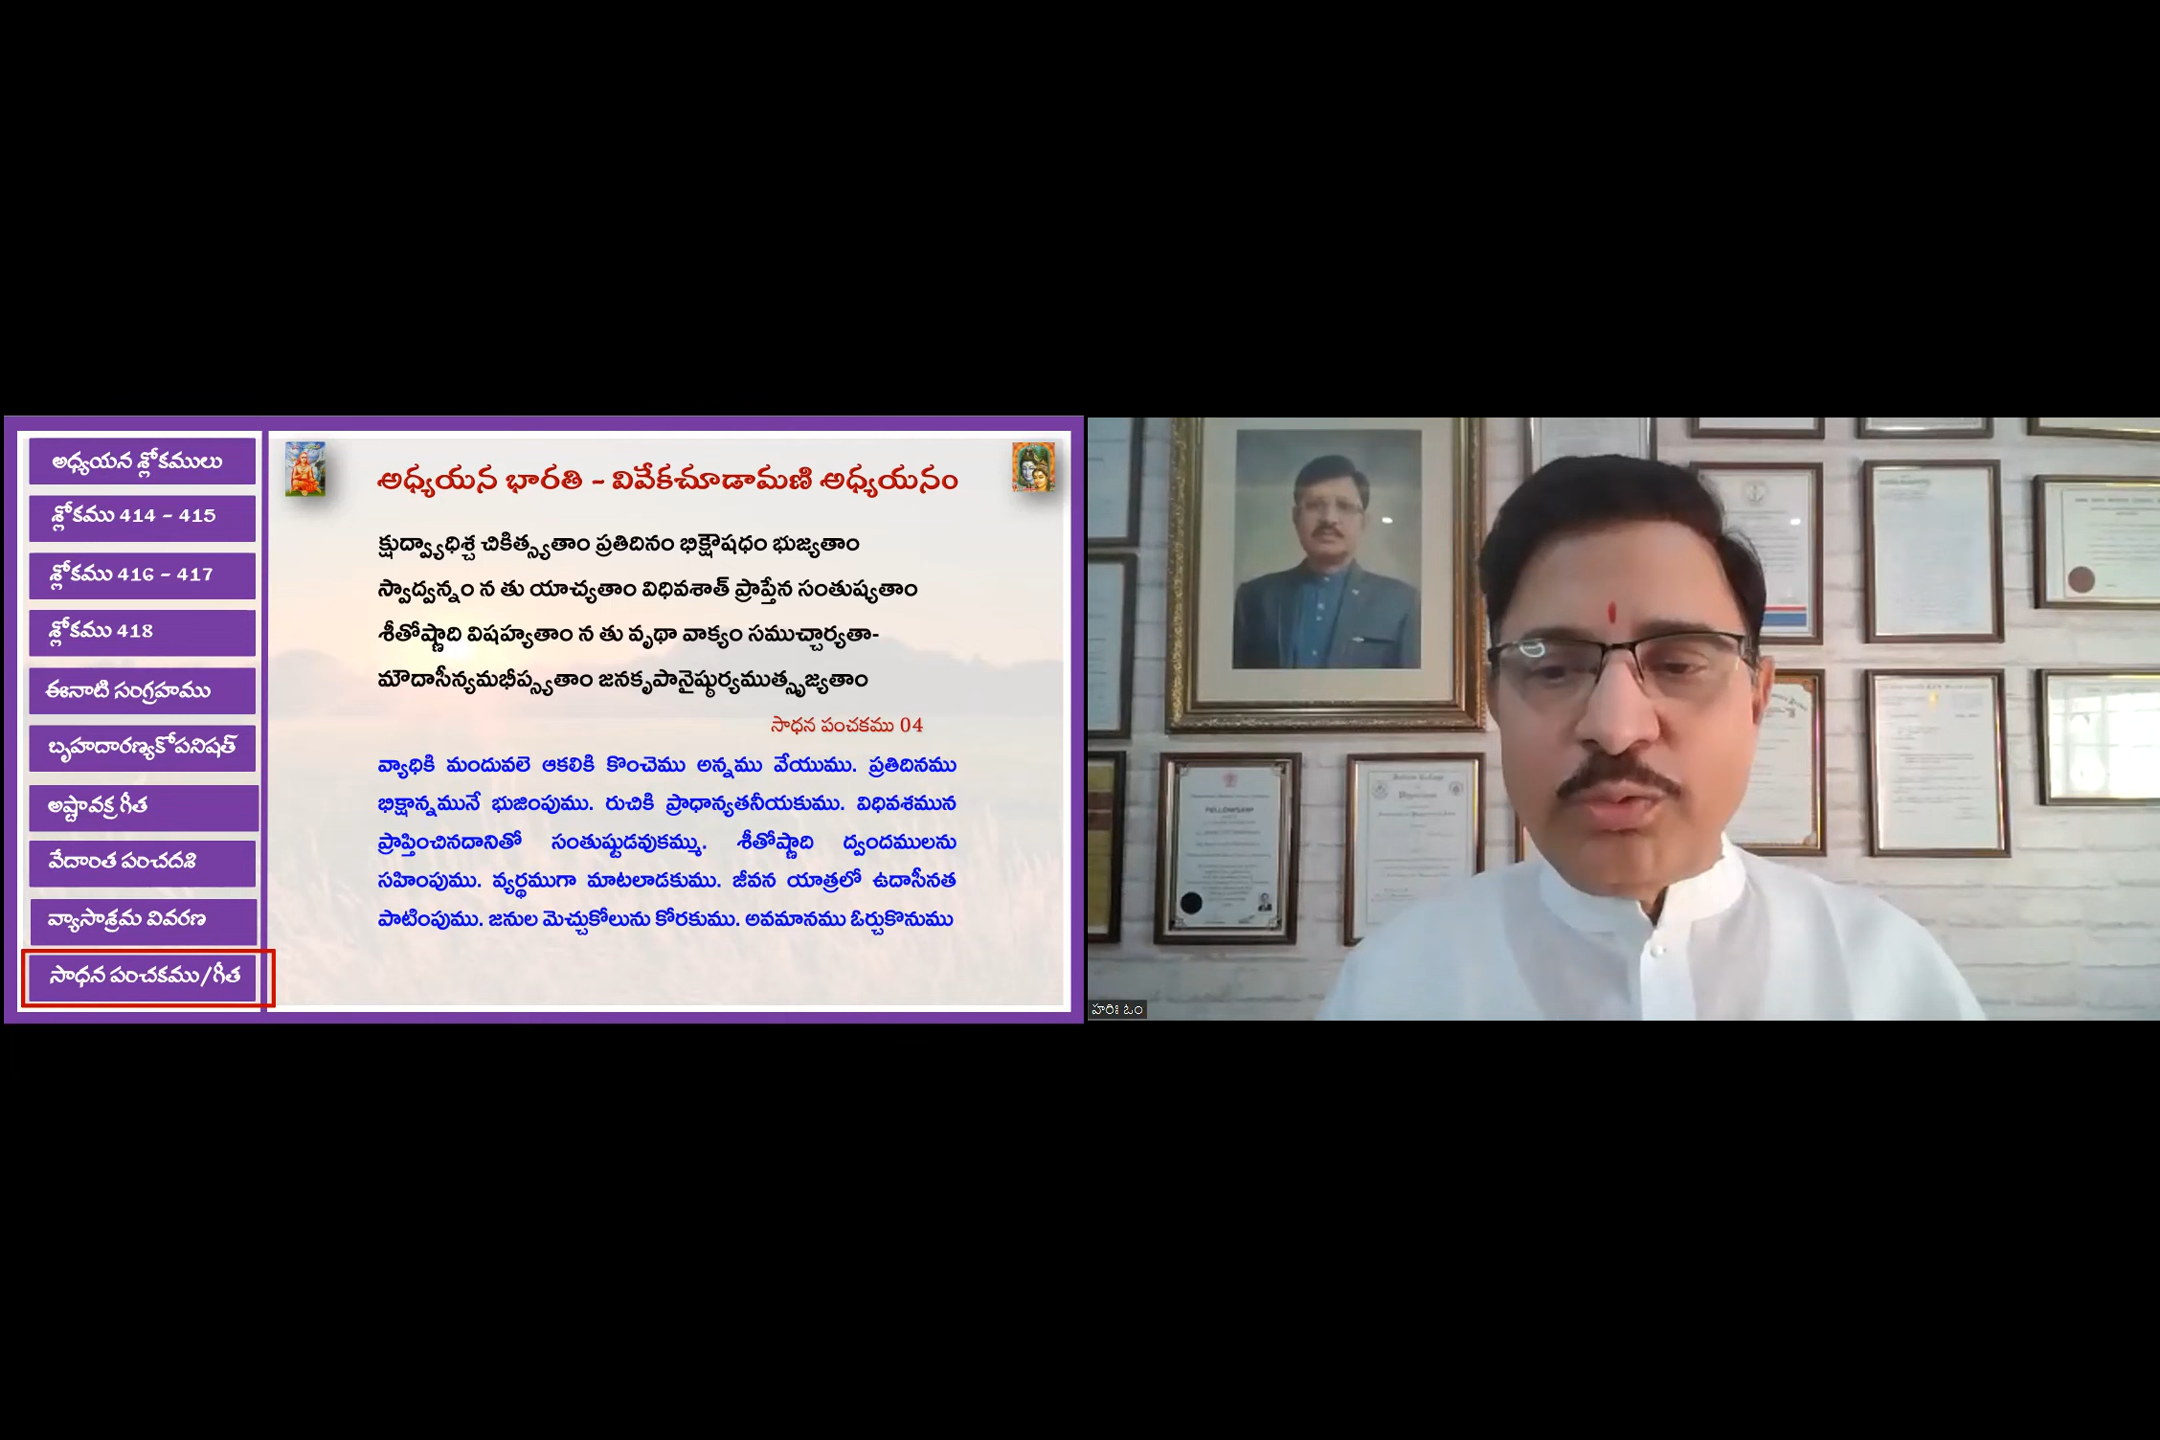 అధ్యయన శ్లోకములు
శ్లోకము 414 - 415
శ్లోకము 416 - 417
శ్లోకము 418
ఈనాటి సంగ్రహము
బృహదారణ్యకోపనిషత్
అష్టావక్ర గీత
వేదాంత పంచదశి
వ్యాసాశ్రమ వివరణ
సాధన పంచకము/గీత
అధ్యయన భారతి - వివేకచూడామణి అధ్యయనం
క్షుద్వ్యాధిశ్చ చికిత్స్యతాం ప్రతిదినం భిక్షౌషధం భుజ్యతాం
స్వాద్వన్నం న తు యాచ్యతాం విధివశాత్ ప్రాప్తేన సంతుష్యతాం
శీతోష్ణాది విషహ్యతాం న తు వృథా వాక్యం సముచ్చార్యతా-
మౌదాసీన్యమభీప్స్యతాం జనకృపానైష్ఠుర్యముత్సృజ్యతాం
సాధన పంచకము 04
వ్యాధికి మందువలె ఆకలికి కొంచెము అన్నము వేయుము. ప్రతిదినము
భిక్షాన్నమునే భుజింపుము. రుచికి ప్రాధాన్యతనీయకుము. విధివశమున
ప్రాప్తించినదానితో సంతుష్టుడవుకమ్ము. శీతోష్ణాది ద్వందములను
సహింపుము. వ్యర్థముగా మాటలాడకుము. జీవన యాత్రలో ఉదాసీనత
పాటింపుము. జనుల మెచ్చుకోలును కోరకుము. అవమానము ఓర్చుకొనుము
హరిః ఓం
FELLOWSHIP